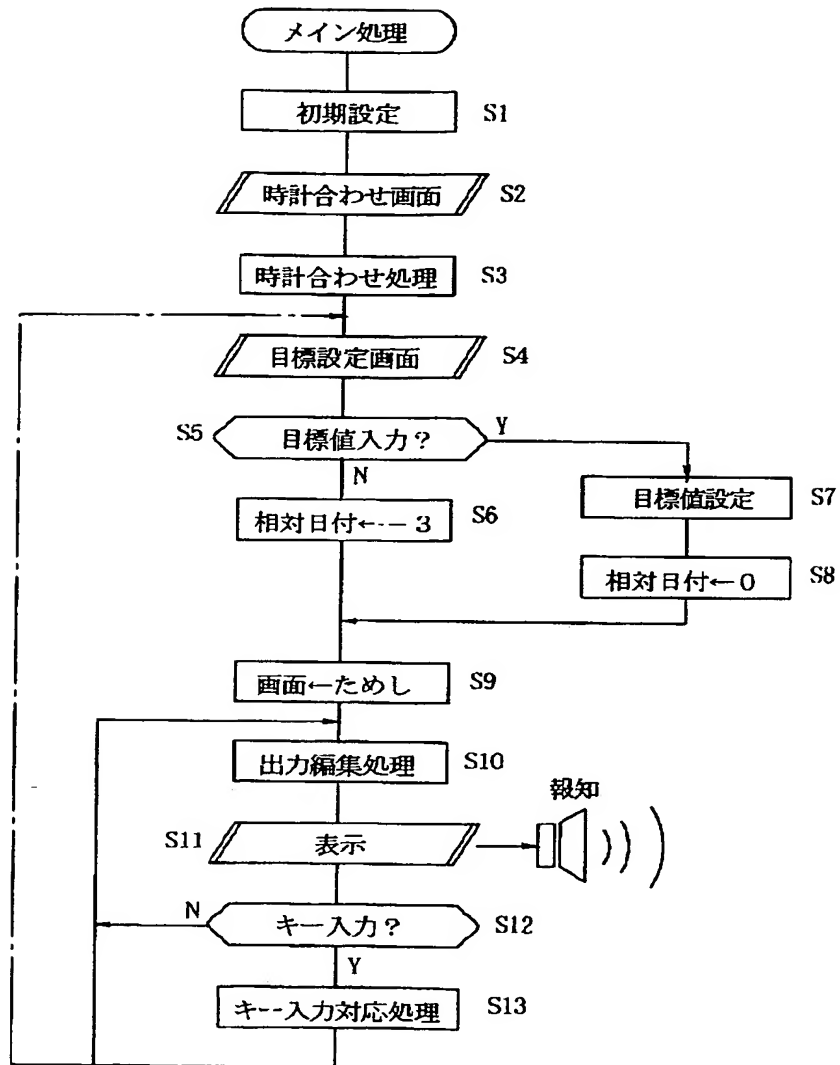 メイン処理
初期設定 S1
時計合わせ画面 S2
時計合わせ処理 S3
目標設定画面 S4
S5 目標値入力? Y
N
目標値設定 S7
相対日付←-3 S6
相対日付←0 S8
画面←ためし S9
出力編集処理 S10
報知
S11 表示
N キー入力? S12
Y
キー入力対応処理 S13